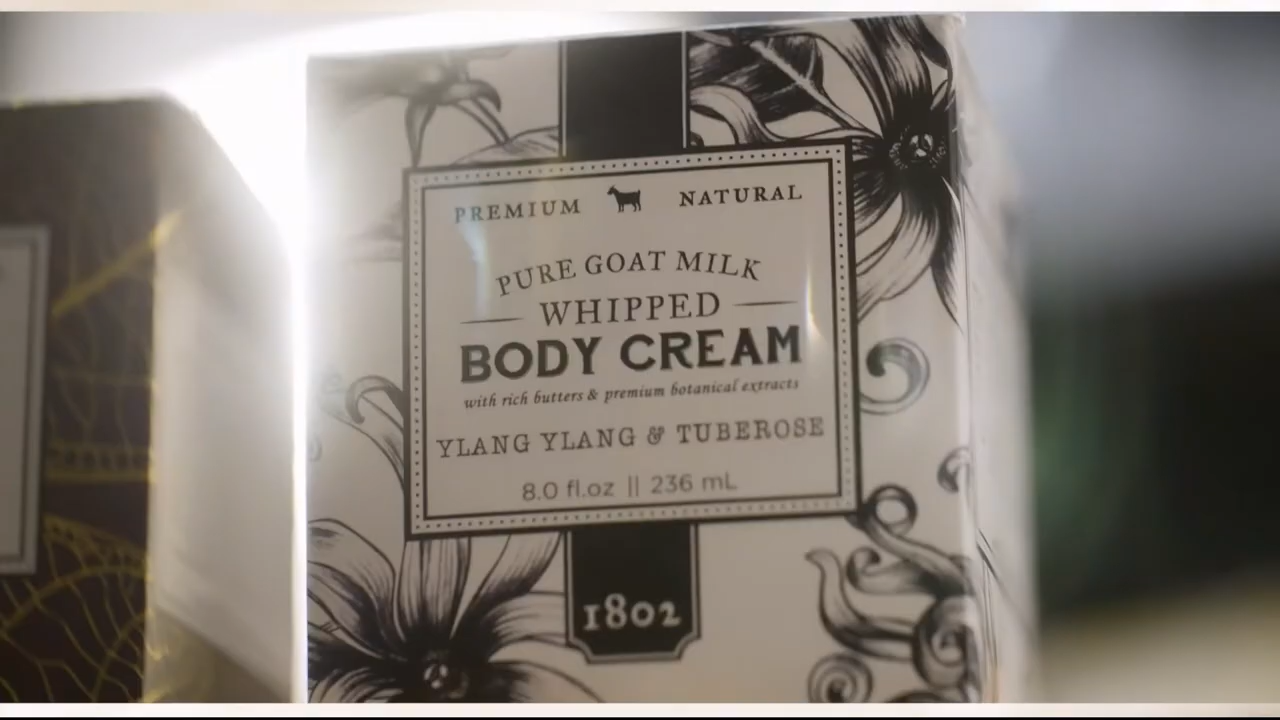 PREMIUM NATURAL
PURE GOAT MILK
WHIPPED
BODY CREAM
with rich butters & premium botanical extracts
YLANG YLANG & TUBEROSE
8.0 fl.oz || 236 mL
1802